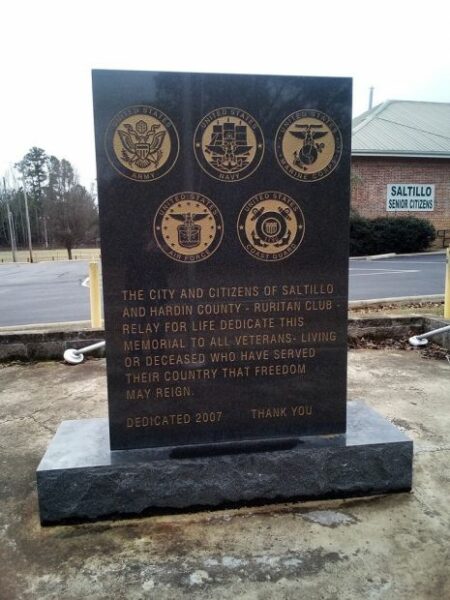 UNITED STATES
ARMY
UNITED STATES
NAVY
UNITED STATES
MARINE CORPS
UNITED STATES
AIR FORCE
UNITED STATES
COAST GUARD
SALTILLO
SENIOR CITIZENS
THE CITY AND CITIZENS OF SALTILLO
AND HARDIN COUNTY - RURITAN CLUB -
RELAY FOR LIFE DEDICATE THIS
MEMORIAL TO ALL VETERANS - LIVING
OR DECEASED WHO HAVE SERVED
THEIR COUNTRY THAT FREEDOM
MAY REIGN.
DEDICATED 2007 THANK YOU